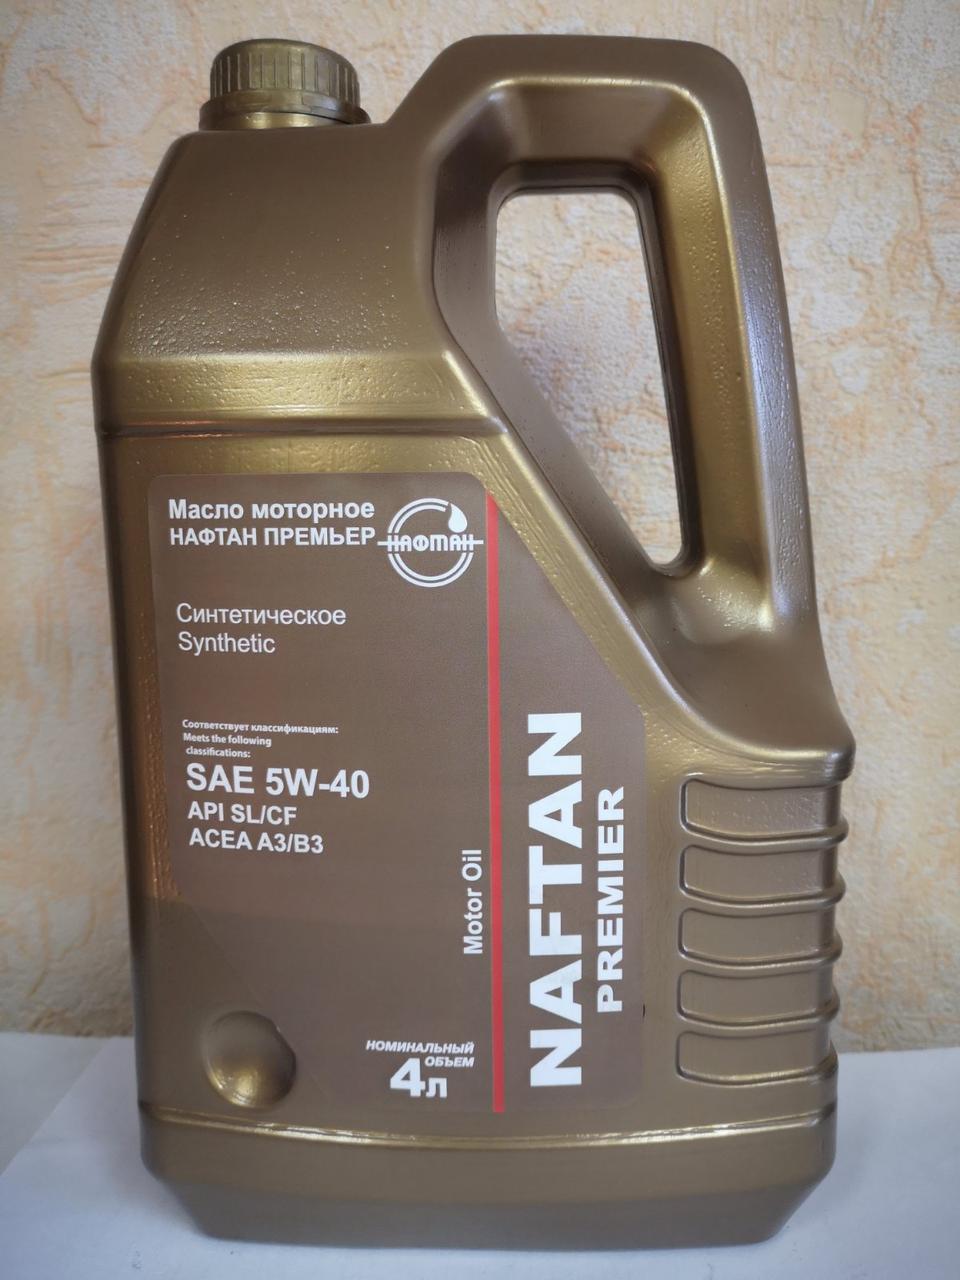 Масло моторное
НАФТАН ПРЕМЬЕР
НАФТАН
Синтетическое
Synthetic
Соответствует классификациям:
Meets the following
classifications:
SAE 5W-40
API SL/CF
ACEA A3/B3
Motor Oil
NAFTAN
PREMIER
НОМИНАЛЬНЫЙ
ОБЪЕМ
4л